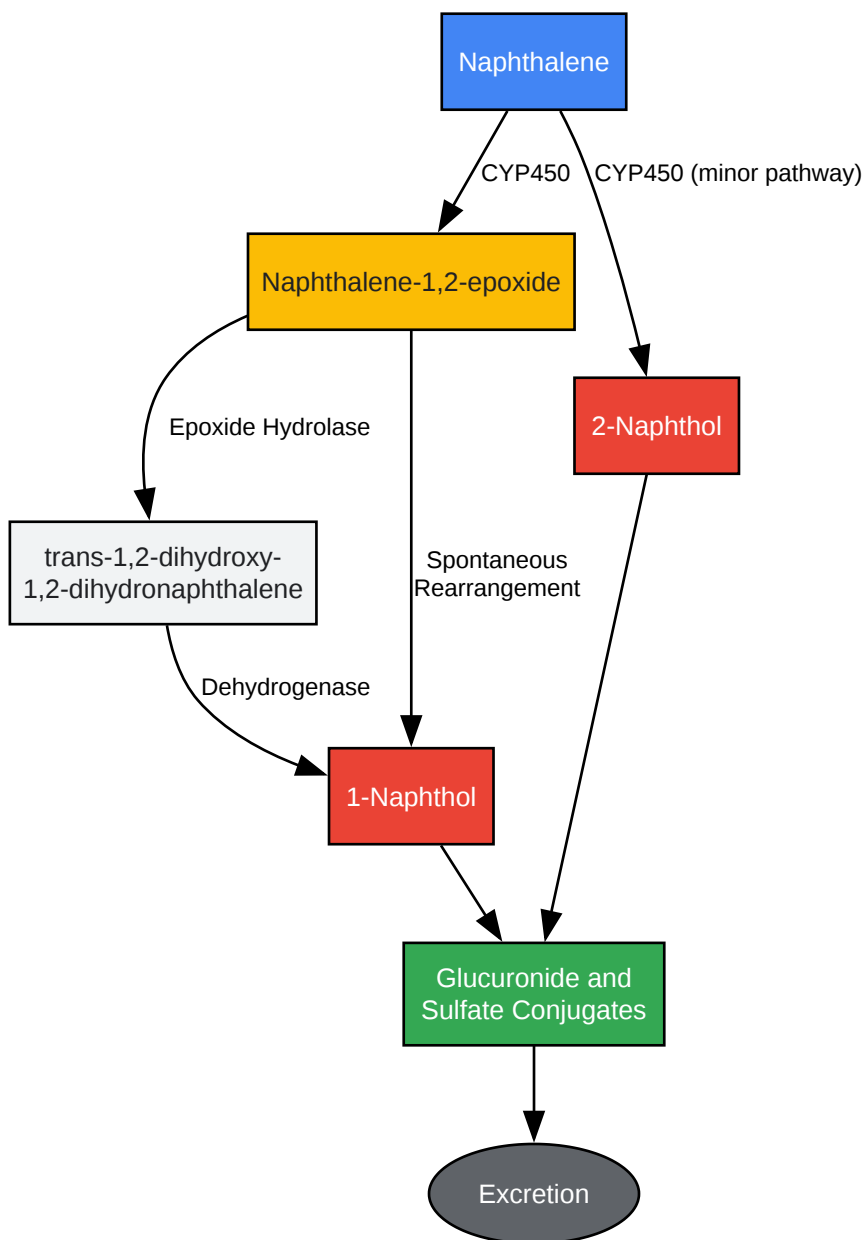 Naphthalene
CYP450
CYP450 (minor pathway)
Naphthalene-1,2-epoxide
Epoxide Hydrolase
2-Naphthol
trans-1,2-dihydroxy-
1,2-dihydronaphthalene
Spontaneous
Rearrangement
Dehydrogenase
1-Naphthol
Glucuronide and
Sulfate Conjugates
Excretion